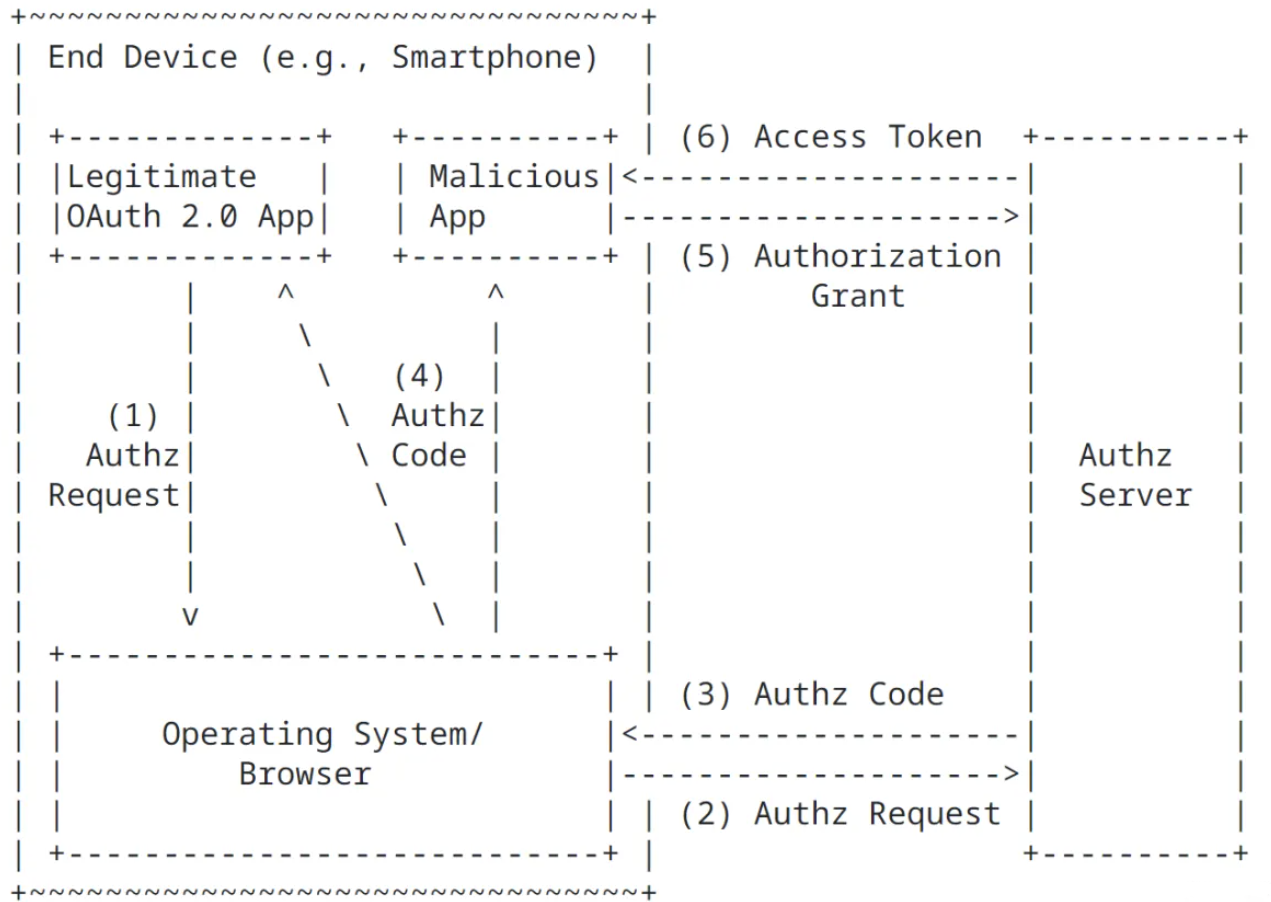 +~~~~~~~~~~~~~~~~~~~~~~~~~~~~~~~~+
| End Device (e.g., Smartphone)  |
|                                |
| +-------------+   +----------+ | (6) Access Token  +----------+
| |Legitimate   |   | Malicious|<--------------------|          |
| |OAuth 2.0 App|   | App      |-------------------->|          |
| +-------------+   +----------+ | (5) Authorization |          |
|        |    ^          ^       |        Grant      |          |
|        |     \         |       |                   |          |
|        |      \   (4)  |       |                   |          |
|    (1) |       \  Authz|       |                   |          |
|   Authz|        \ Code |       |                   |  Authz   |
| Request|         \     |       |                   |  Server  |
|        |          \    |       |                   |          |
|        |           \   |       |                   |          |
|        v            \  |       |                   |          |
| +----------------------------+ |                   |          |
| |                            | | (3) Authz Code    |          |
| |     Operating System/      |<--------------------|          |
| |         Browser            |-------------------->|          |
| |                            | | (2) Authz Request |          |
| +----------------------------+ |                   +----------+
+~~~~~~~~~~~~~~~~~~~~~~~~~~~~~~~~+